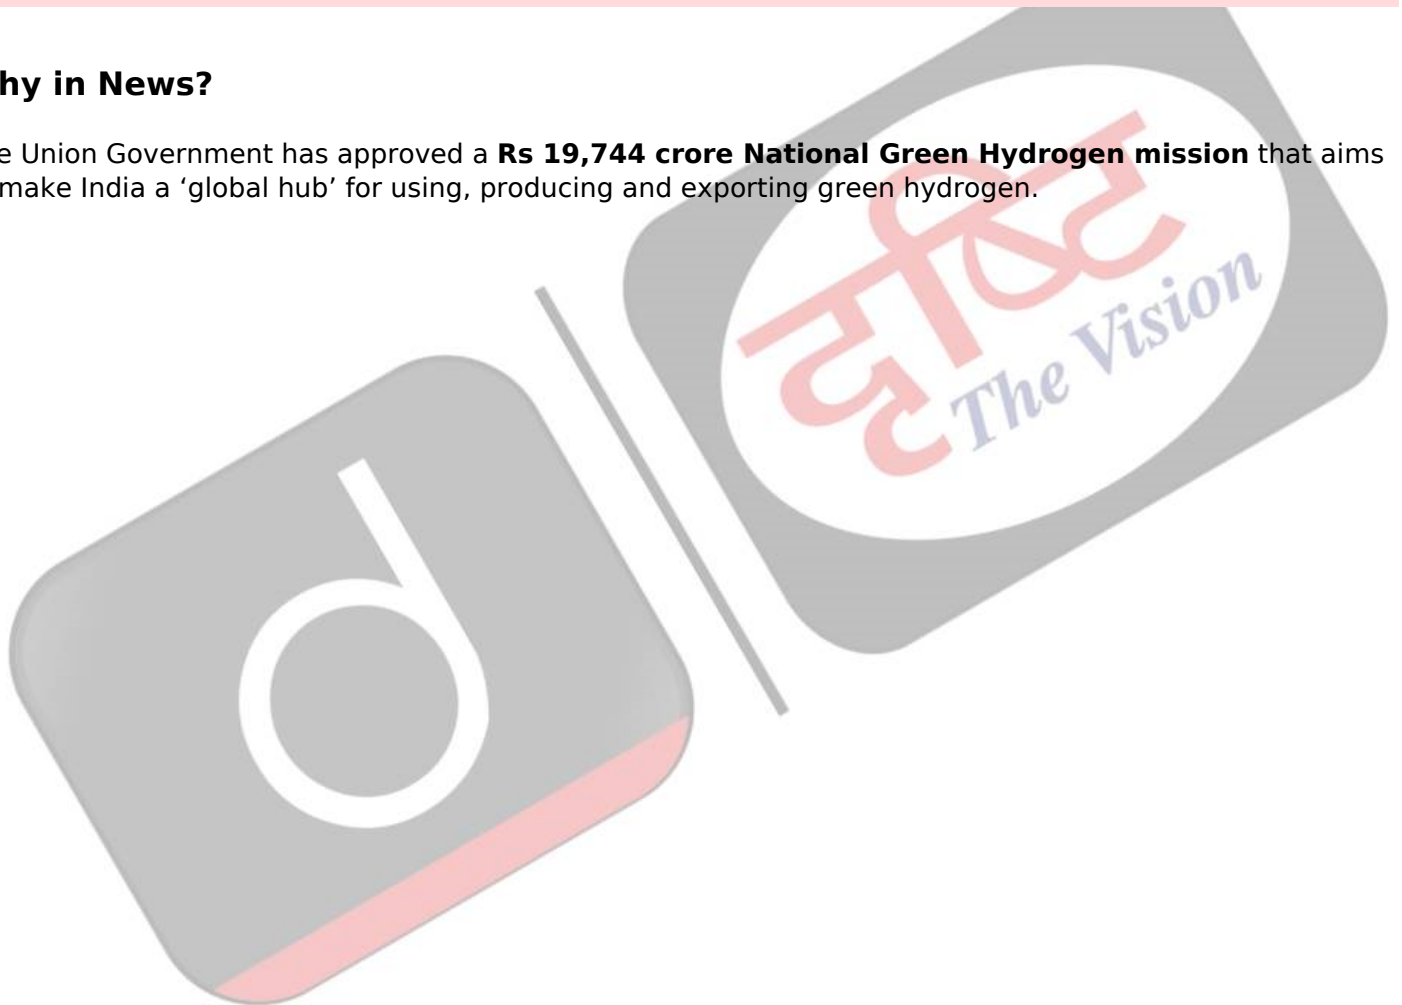 hy in News?
e Union Government has approved a Rs 19,744 crore National Green Hydrogen mission that aims
make India a ‘global hub’ for using, producing and exporting green hydrogen.
दृष्टि
The Vision
d